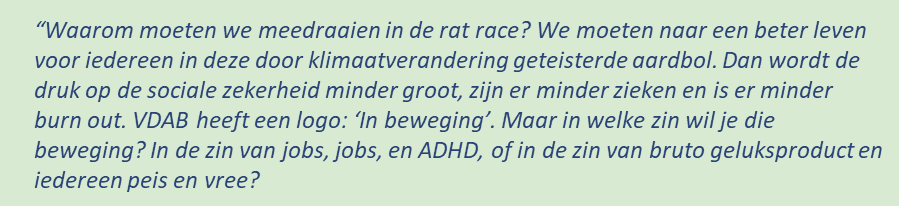 “Waarom moeten we meedraaien in de rat race? We moeten naar een beter leven
voor iedereen in deze door klimaatverandering geteisterde aardbol. Dan wordt de
druk op de sociale zekerheid minder groot, zijn er minder zieken en is er minder
burn out. VDAB heeft een logo: ‘In beweging’. Maar in welke zin wil je die
beweging? In de zin van jobs, jobs, en ADHD, of in de zin van bruto geluksproduct en
iedereen peis en vree?